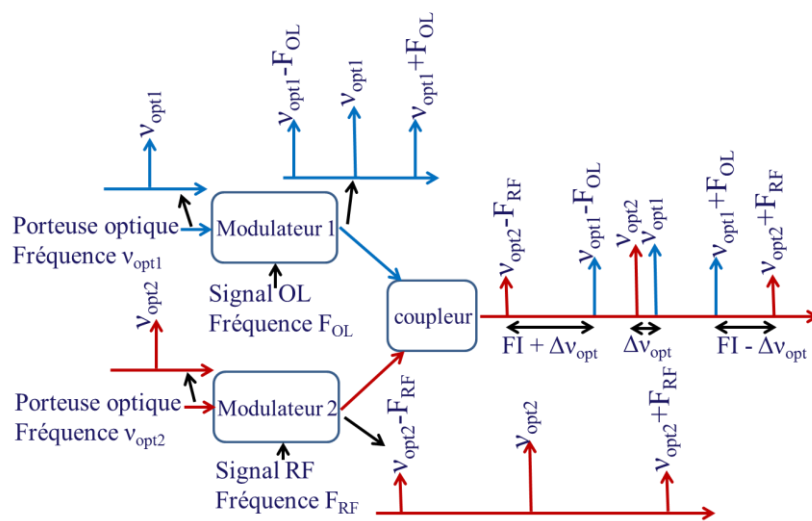 ν_opt1-F_OL
ν_opt1
ν_opt1+F_OL
ν_opt1
Porteuse optique
Fréquence ν_opt1
Modulateur 1
Signal OL
Fréquence F_OL
ν_opt2
Porteuse optique
Fréquence ν_opt2
Modulateur 2
Signal RF
Fréquence F_RF
coupleur
ν_opt2-F_RF
ν_opt1-F_OL
ν_opt2
ν_opt1
ν_opt1+F_OL
ν_opt2+F_RF
FI + Δν_opt
Δν_opt
FI - Δν_opt
ν_opt2-F_RF
ν_opt2
ν_opt2+F_RF